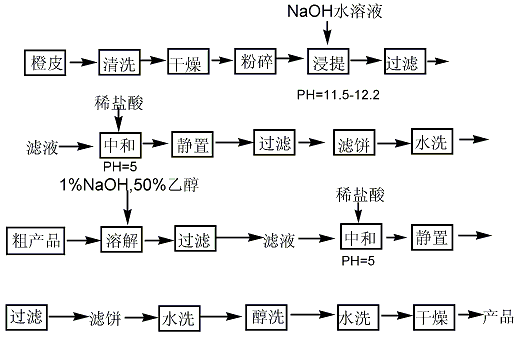 NaOH水溶液
橙皮 清洗 干燥 粉碎 浸提 过滤
PH=11.5-12.2
稀盐酸
滤液 中和 静置 过滤 滤饼 水洗
PH=5
1%NaOH,50%乙醇 稀盐酸
粗产品 溶解 过滤 滤液 中和 静置
PH=5
过滤 滤饼 水洗 醇洗 水洗 干燥 产品